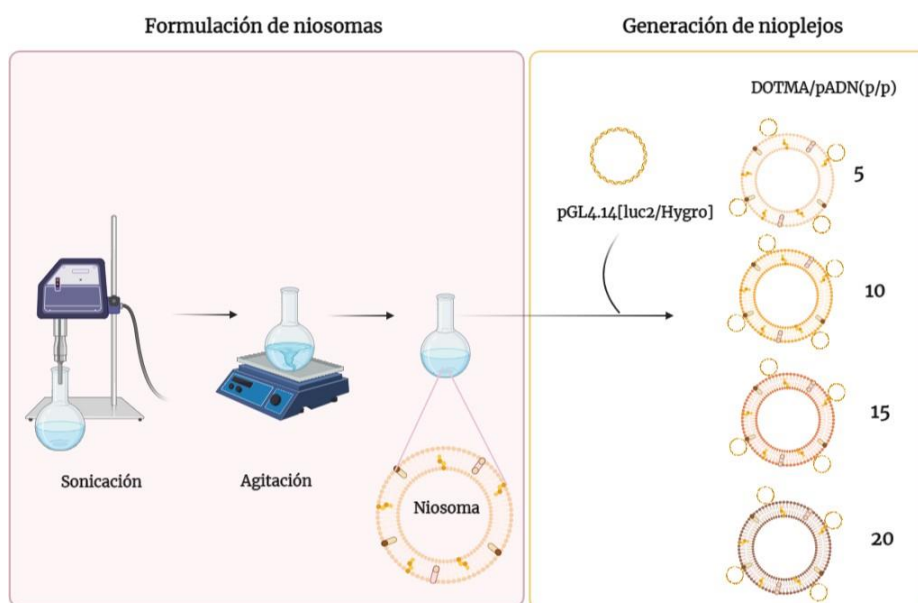 Formulación de niosomas
Generación de nioplejos
DOTMA/pADN(p/p)
5
pGL4.14[luc2/Hygro]
10
15
Sonicación
Agitación
Niosoma
20